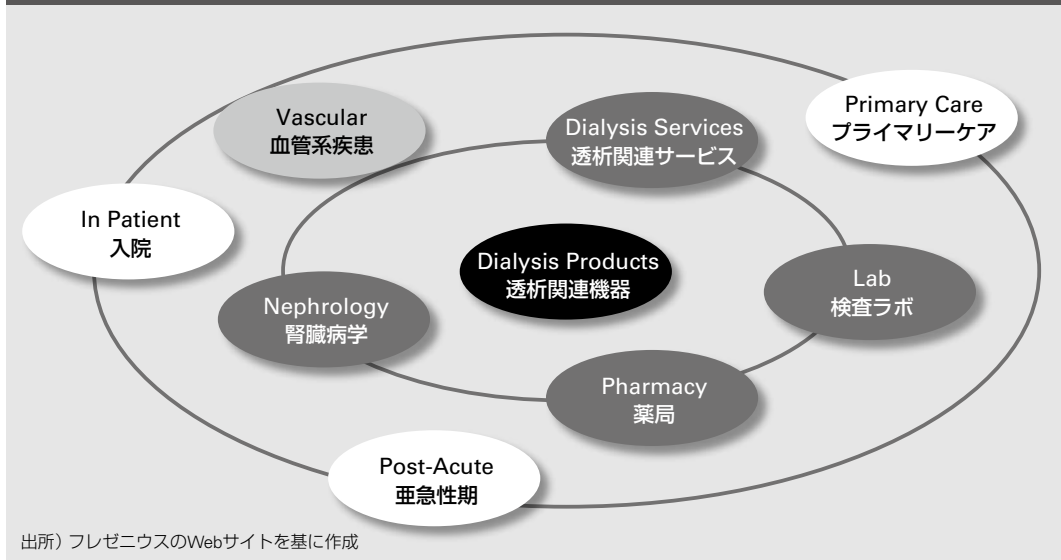 Vascular
血管系疾患
Dialysis Services
透析関連サービス
Primary Care
プライマリーケア
In Patient
入院
Dialysis Products
透析関連機器
Lab
検査ラボ
Nephrology
腎臓病学
Pharmacy
薬局
Post-Acute
亜急性期
出所）フレゼニウスのWebサイトを基に作成